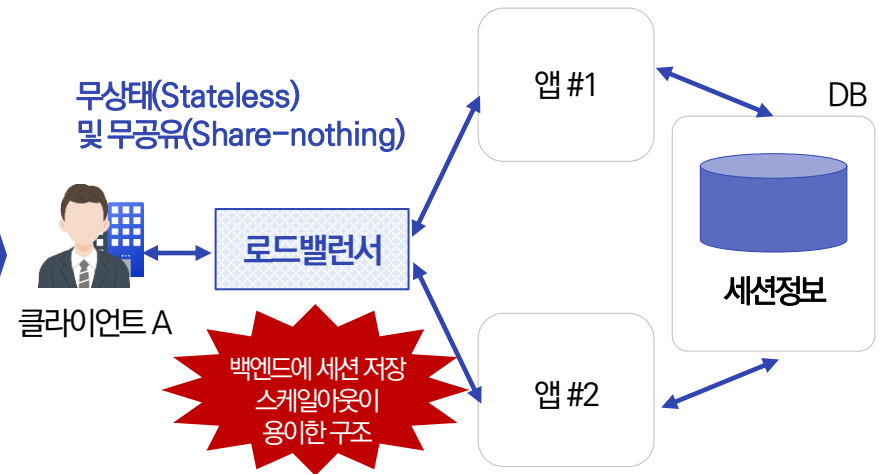 무상태(Stateless)
및 무공유(Share-nothing)
클라이언트 A
로드밸런서
백엔드에 세션 저장
스케일아웃이
용이한 구조
앱 #1
앱 #2
DB
세션정보